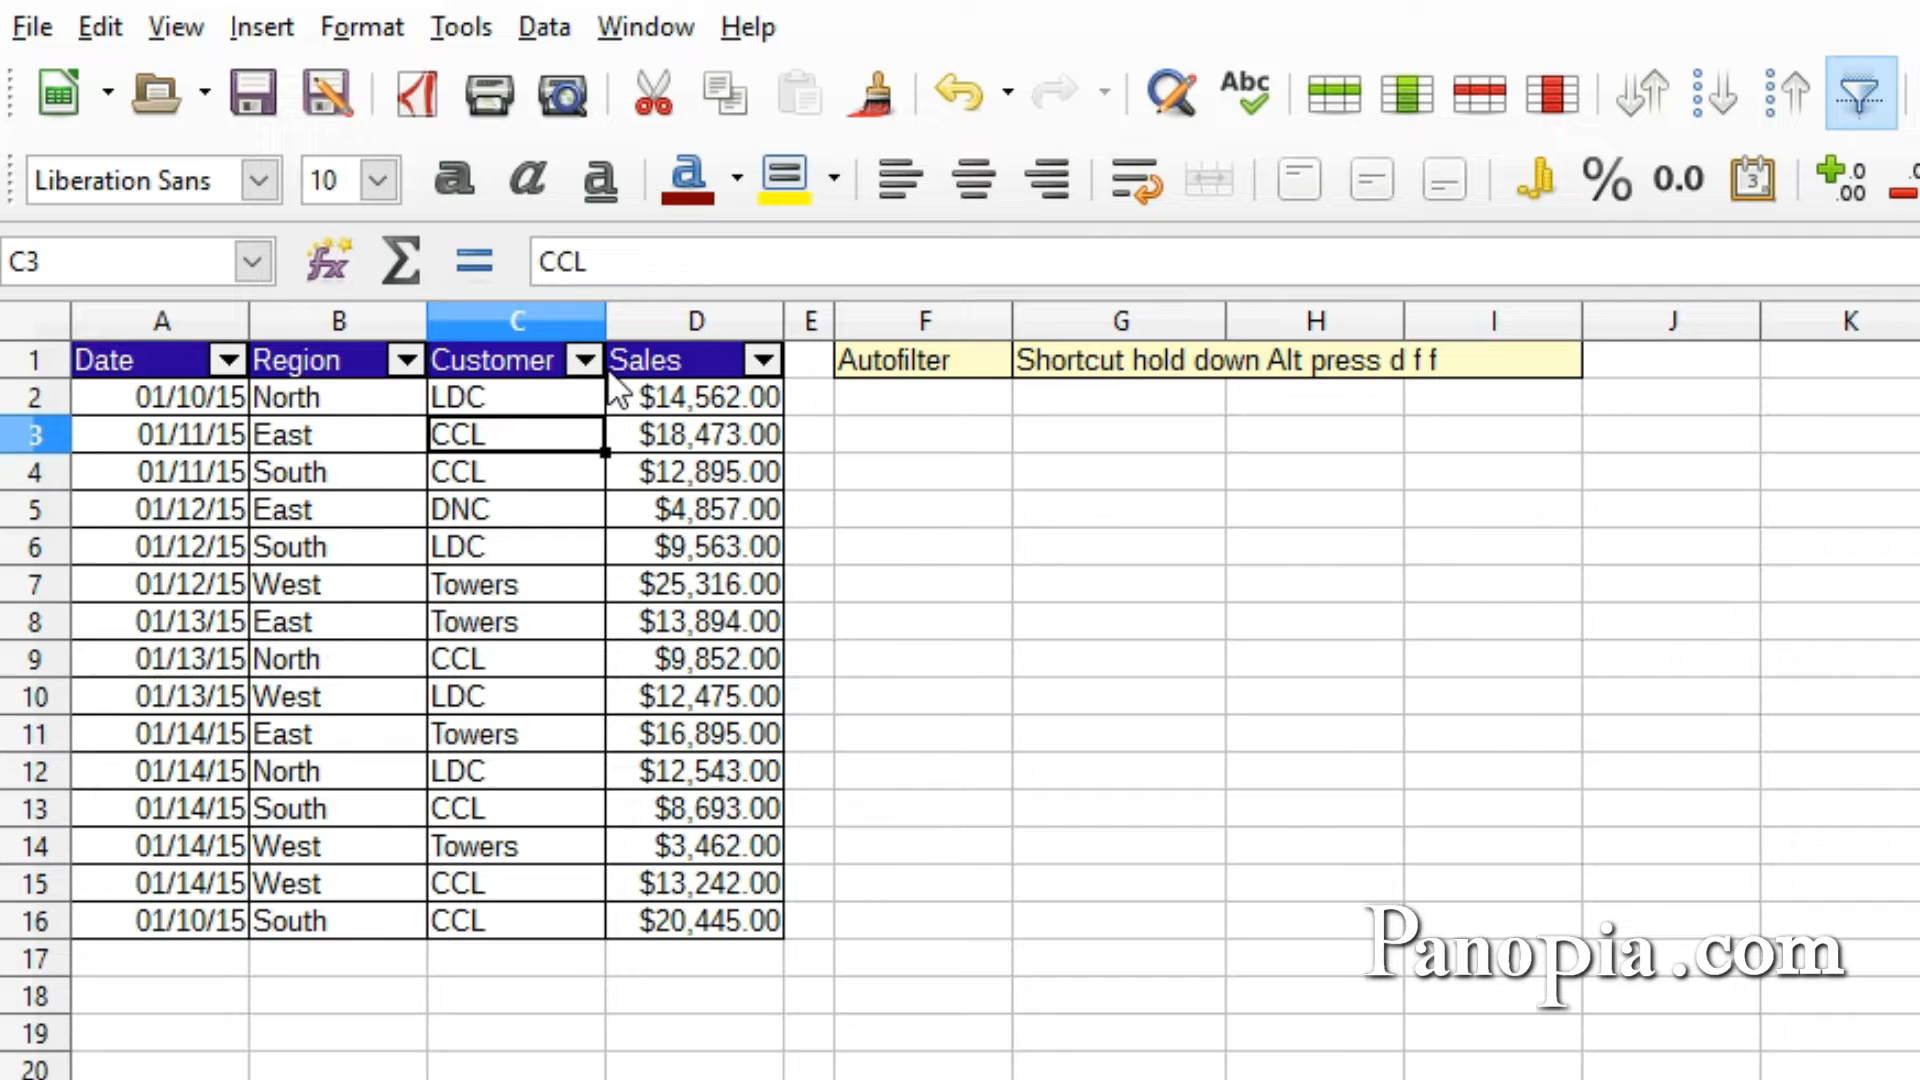 File Edit View Insert Format Tools Data Window Help
Abc
Liberation Sans 10 a a a a % 0.0 3 .0 .00
C3 fx Σ = CCL
A B C D E F G H I J K
1 Date Region Customer Sales Autofilter Shortcut hold down Alt press d f f
2 01/10/15 North LDC $14,562.00
3 01/11/15 East CCL $18,473.00
4 01/11/15 South CCL $12,895.00
5 01/12/15 East DNC $4,857.00
6 01/12/15 South LDC $9,563.00
7 01/12/15 West Towers $25,316.00
8 01/13/15 East Towers $13,894.00
9 01/13/15 North CCL $9,852.00
10 01/13/15 West LDC $12,475.00
11 01/14/15 East Towers $16,895.00
12 01/14/15 North LDC $12,543.00
13 01/14/15 South CCL $8,693.00
14 01/14/15 West Towers $3,462.00
15 01/14/15 West CCL $13,242.00
16 01/10/15 South CCL $20,445.00
Panopia.com
17
18
19
20